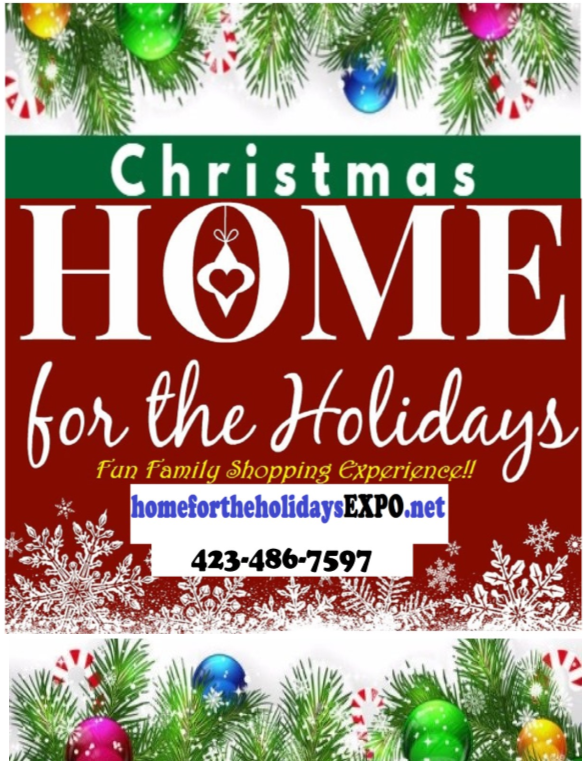 Christmas
HOME
for the Holidays
Fun Family Shopping Experience!!
homefortheholidaysEXPO.net
423-486-7597